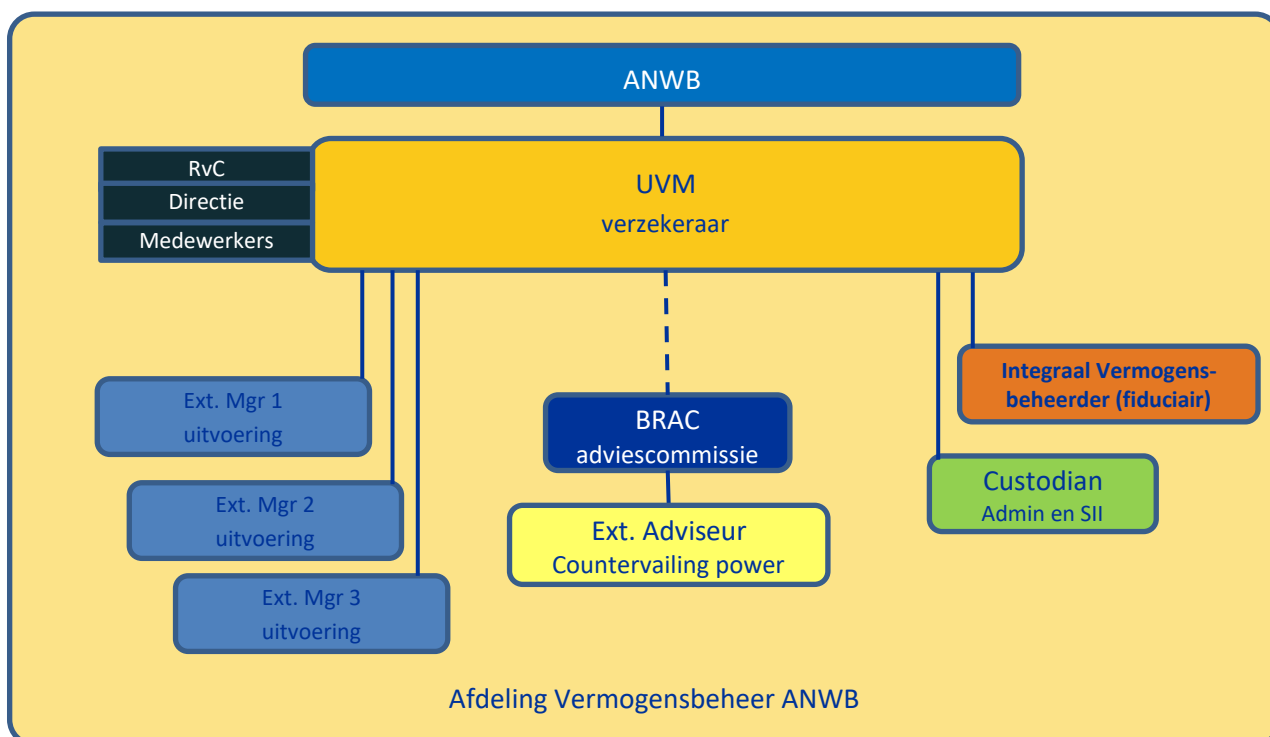 ANWB
RvC
Directie
Medewerkers
UVM
verzekeraar
Ext. Mgr 1
uitvoering
Ext. Mgr 2
uitvoering
Ext. Mgr 3
uitvoering
BRAC
adviescommissie
Ext. Adviseur
Countervailing power
Integraal Vermogens-
beheerder (fiduciair)
Custodian
Admin en SII
Afdeling Vermogensbeheer ANWB